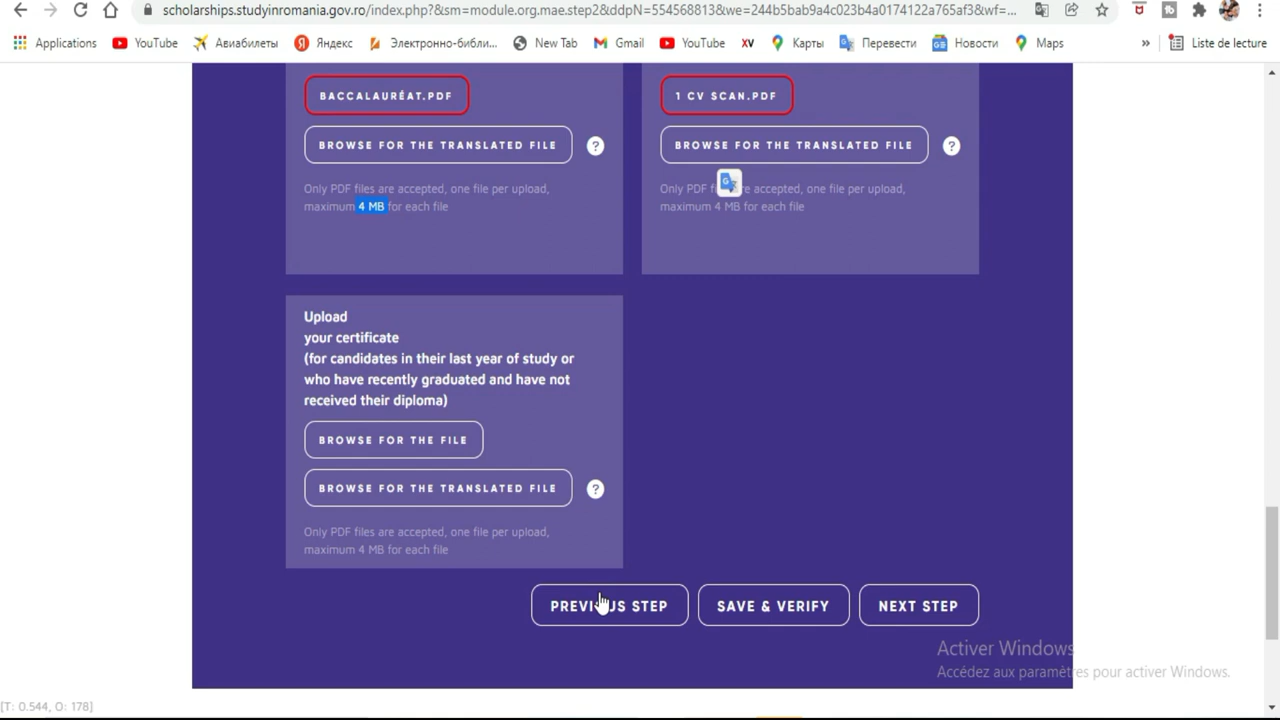 scholarships.studyinromania.gov.ro/index.php?&sm=module.org.mae.step2&ddpN=554568813&we=244b5bab9a4c023b4a0174122a765af3&wf=...
Applications YouTube Авиабилеты Яндекс Электронно-библи... New Tab Gmail YouTube XV Карты Перевести Новости Maps » Liste de lecture
BACCALAURÉAT.PDF
BROWSE FOR THE TRANSLATED FILE ?
Only PDF files are accepted, one file per upload,
maximum 4 MB for each file
1 CV SCAN.PDF
BROWSE FOR THE TRANSLATED FILE ?
Only PDF accepted, one file per upload,
maximum 4 MB for each file
Upload
your certificate
(for candidates in their last year of study or
who have recently graduated and have not
received their diploma)
BROWSE FOR THE FILE
BROWSE FOR THE TRANSLATED FILE ?
Only PDF files are accepted, one file per upload,
maximum 4 MB for each file
PREVIOUS STEP SAVE & VERIFY NEXT STEP
Activer Windows
Accédez aux paramètres pour activer Windows.
[T: 0.544, O: 178]